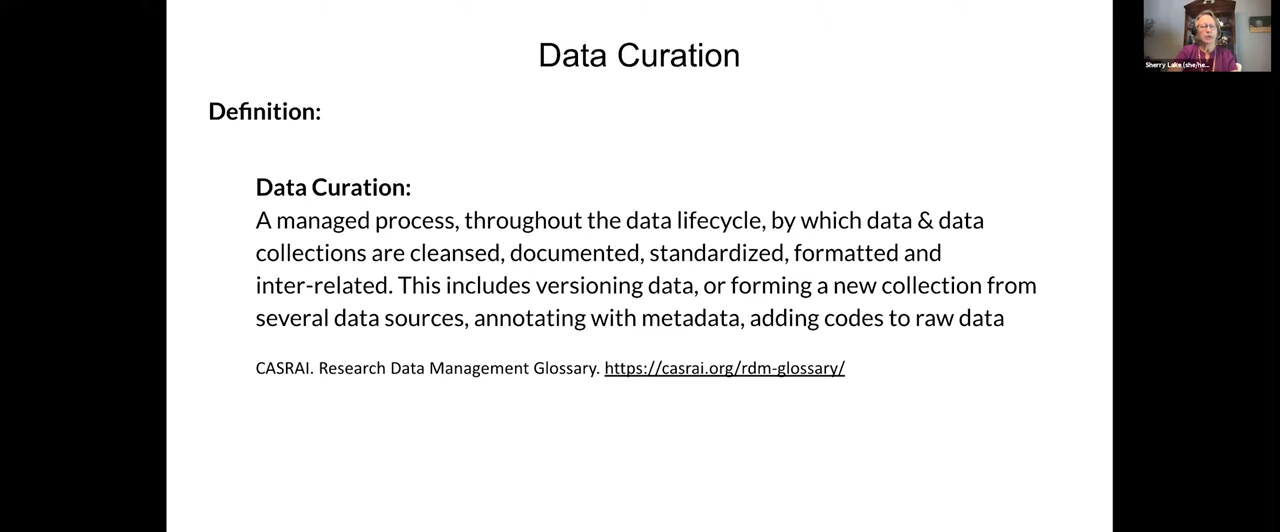 Data Curation
Sherry Lake (she/he...
Definition:
Data Curation:
A managed process, throughout the data lifecycle, by which data & data
collections are cleansed, documented, standardized, formatted and
inter-related. This includes versioning data, or forming a new collection from
several data sources, annotating with metadata, adding codes to raw data
CASRAI. Research Data Management Glossary. https://casrai.org/rdm-glossary/